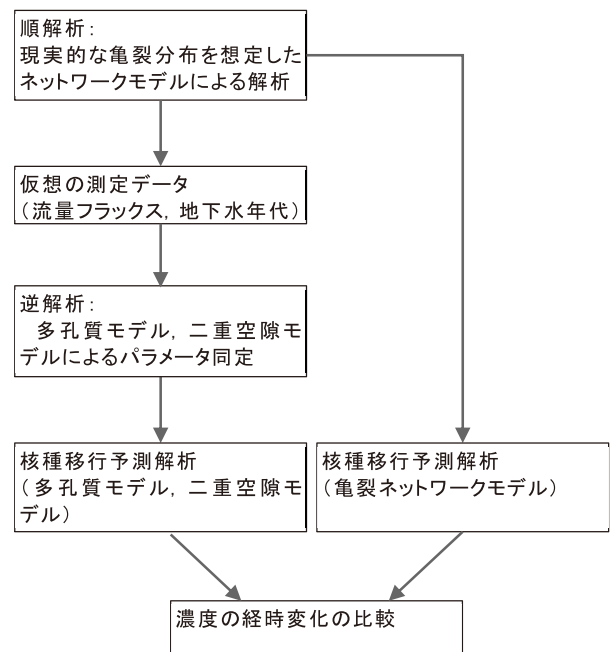 順解析:
現実的な亀裂分布を想定した
ネットワークモデルによる解析
仮想の測定データ
(流量フラックス, 地下水年代)
逆解析:
多孔質モデル, 二重空隙モ
デルによるパラメータ同定
核種移行予測解析
(多孔質モデル, 二重空隙モ
デル)
核種移行予測解析
(亀裂ネットワークモデル)
濃度の経時変化の比較